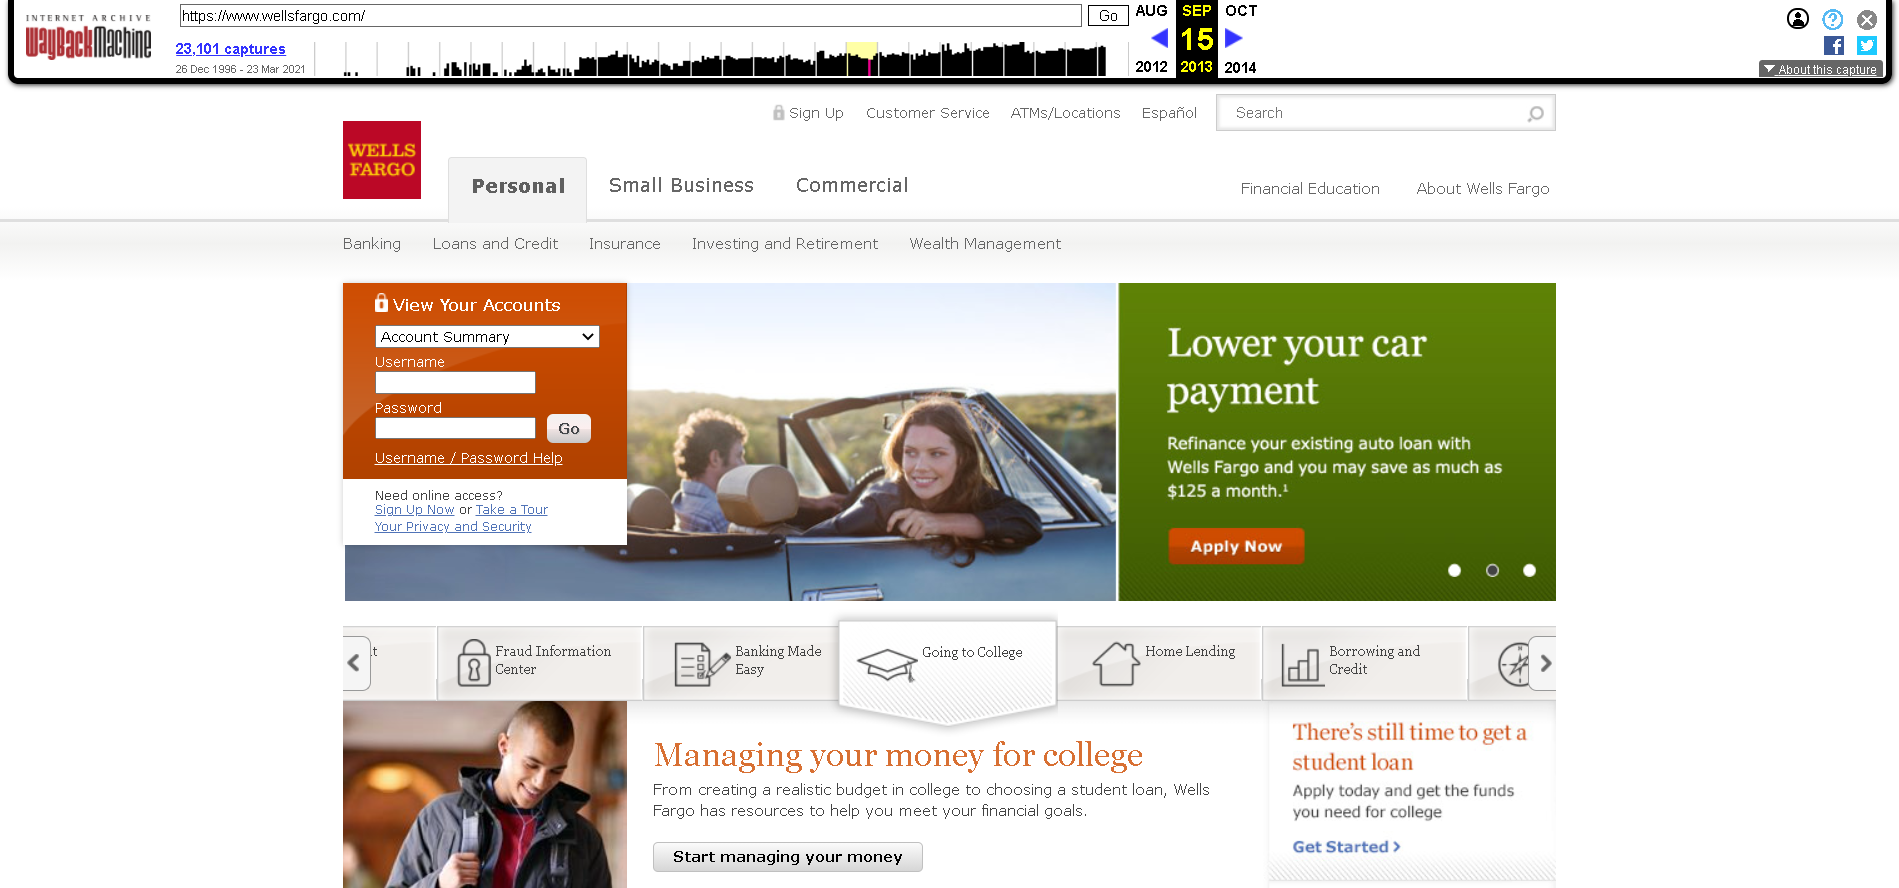 INTERNET ARCHIVE
WayBackMachine
https://www.wellsfargo.com/
Go
AUG
SEP
OCT
23,101 captures
15
26 Dec 1996 - 23 Mar 2021
2012
2013
2014
About this capture
Sign Up
Customer Service
ATMs/Locations
Español
Search
WELLS
FARGO
Personal
Small Business
Commercial
Financial Education
About Wells Fargo
Banking
Loans and Credit
Insurance
Investing and Retirement
Wealth Management
View Your Accounts
Account Summary
Username
Password
Go
Username / Password Help
Need online access?
Sign Up Now or Take a Tour
Your Privacy and Security
Lower your car
payment
Refinance your existing auto loan with
Wells Fargo and you may save as much as
$125 a month.¹
Apply Now
Fraud Information
Center
Banking Made
Easy
Going to College
Home Lending
Borrowing and
Credit
Managing your money for college
From creating a realistic budget in college to choosing a student loan, Wells
Fargo has resources to help you meet your financial goals.
Start managing your money
There's still time to get a
student loan
Apply today and get the funds
you need for college
Get Started